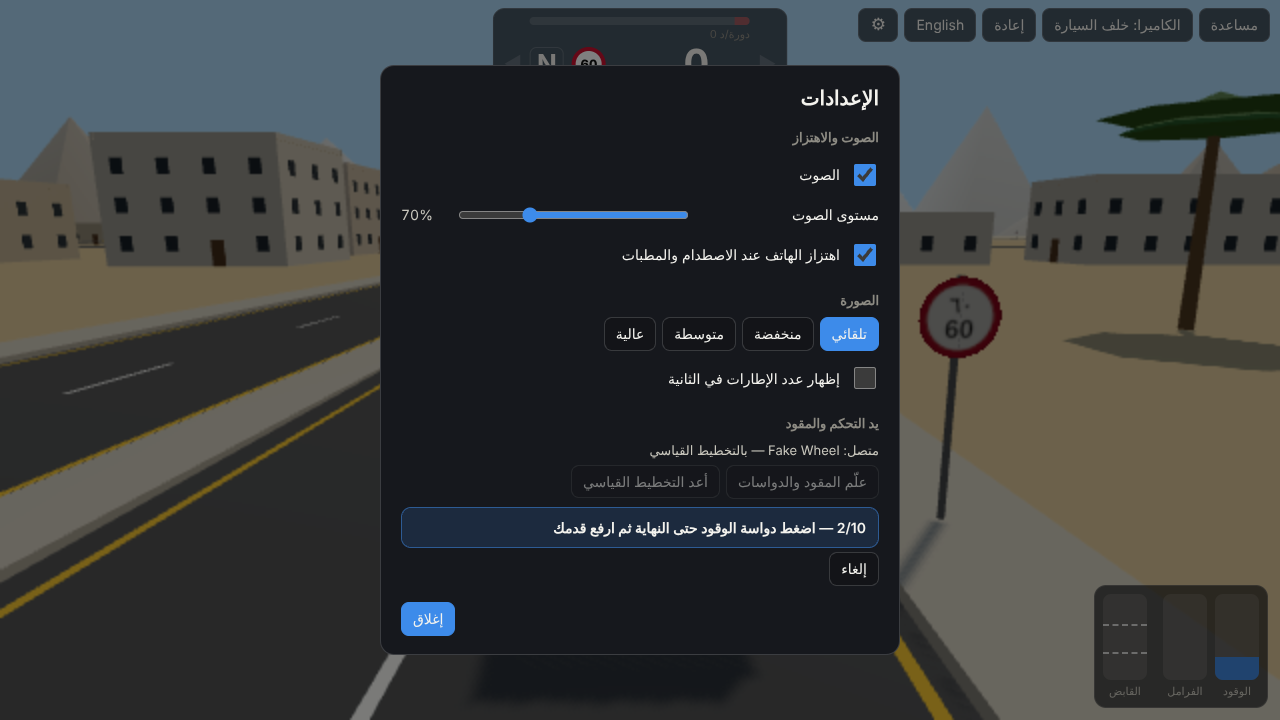 مساعدة
الكاميرا: خلف السيارة
إعادة
English
⚙
0 دورة/د
N
60
0
الإعدادات
الصوت والاهتزاز
الصوت
مستوى الصوت
70%
اهتزاز الهاتف عند الاصطدام والمطبات
الصورة
تلقائي
منخفضة
متوسطة
عالية
إظهار عدد الإطارات في الثانية
يد التحكم والمقود
متصل: Fake Wheel — بالتخطيط القياسي
علّم المقود والدواسات
أعد التخطيط القياسي
2/10 — اضغط دواسة الوقود حتى النهاية ثم ارفع قدمك
إلغاء
إغلاق
٦٠
60
الوقود
الفرامل
القابض